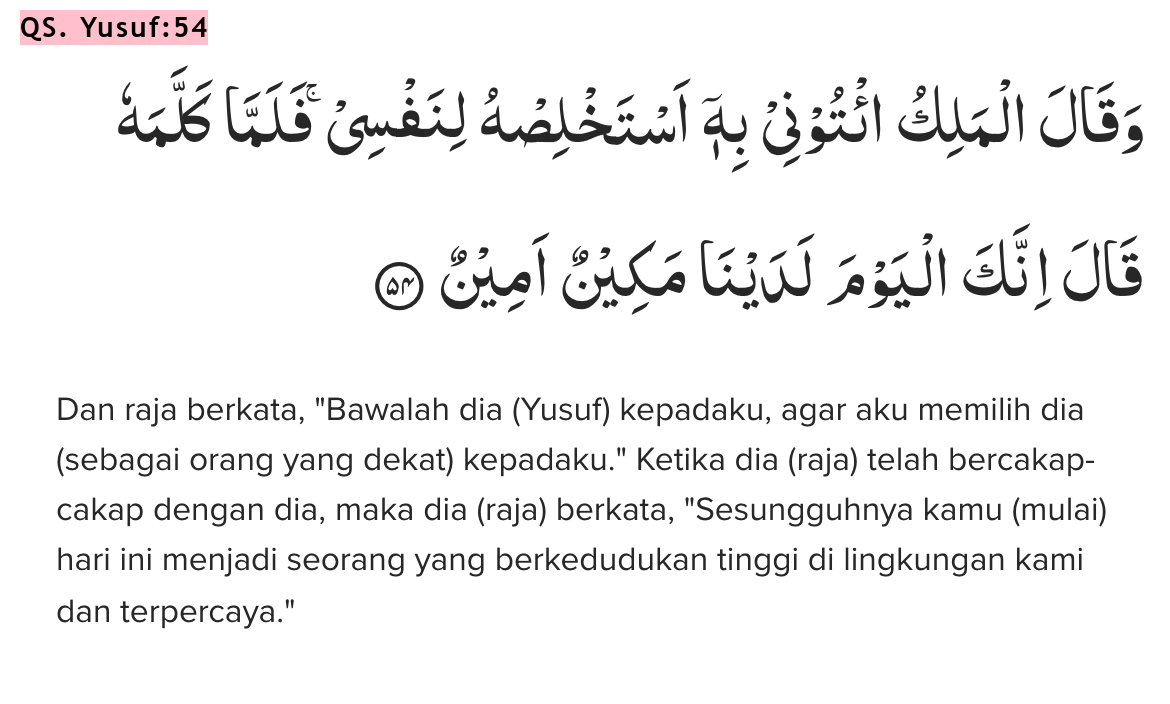 QS. Yusuf:54
وَقَالَ الْمَلِكُ ائْتُوْنِيْ بِهٖٓ اَسْتَخْلِصْهُ لِنَفْسِيْ ۚفَلَمَّا كَلَّمَهٗ
قَالَ اِنَّكَ الْيَوْمَ لَدَيْنَا مَكِيْنٌ اَمِيْنٌ ۝٥٤
Dan raja berkata, "Bawalah dia (Yusuf) kepadaku, agar aku memilih dia
(sebagai orang yang dekat) kepadaku." Ketika dia (raja) telah bercakap-
cakap dengan dia, maka dia (raja) berkata, "Sesungguhnya kamu (mulai)
hari ini menjadi seorang yang berkedudukan tinggi di lingkungan kami
dan terpercaya."